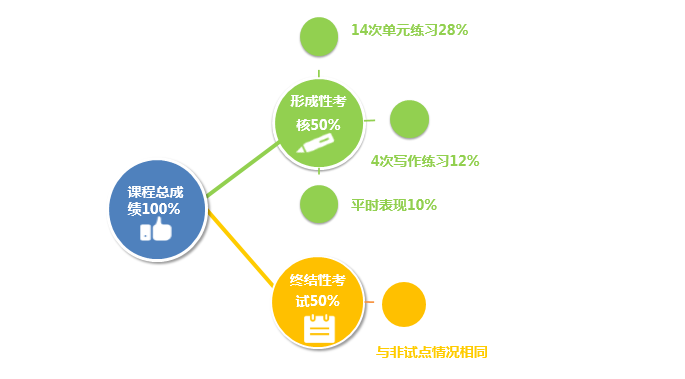 14次单元练习28%
形成性考
核50%
4次写作练习12%
课程总成
绩100%
平时表现10%
终结性考
试50%
与非试点情况相同